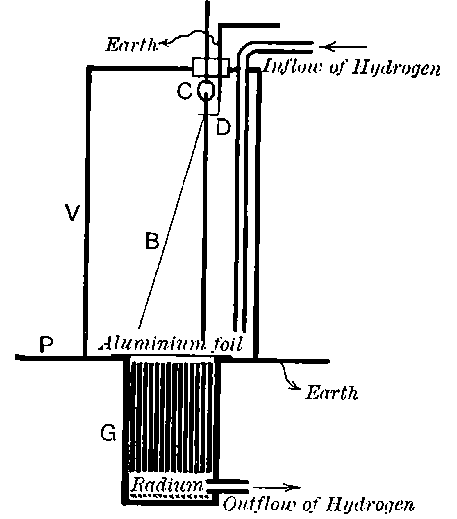 Earth
Inflow of Hydrogen
C
D
V
B
Aluminium foil
P
Earth
G
Radium
Outflow of Hydrogen